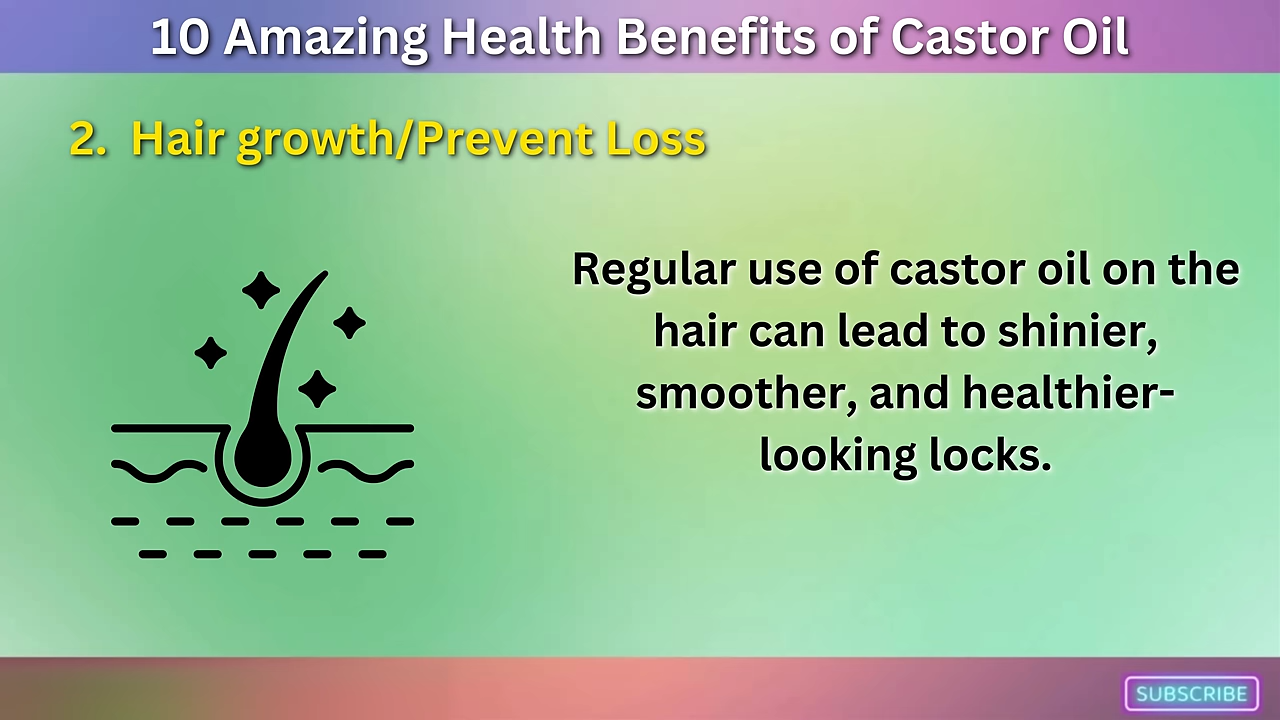 10 Amazing Health Benefits of Castor Oil
2. Hair growth/Prevent Loss
Regular use of castor oil on the
hair can lead to shinier,
smoother, and healthier-
looking locks.
SUBSCRIBE